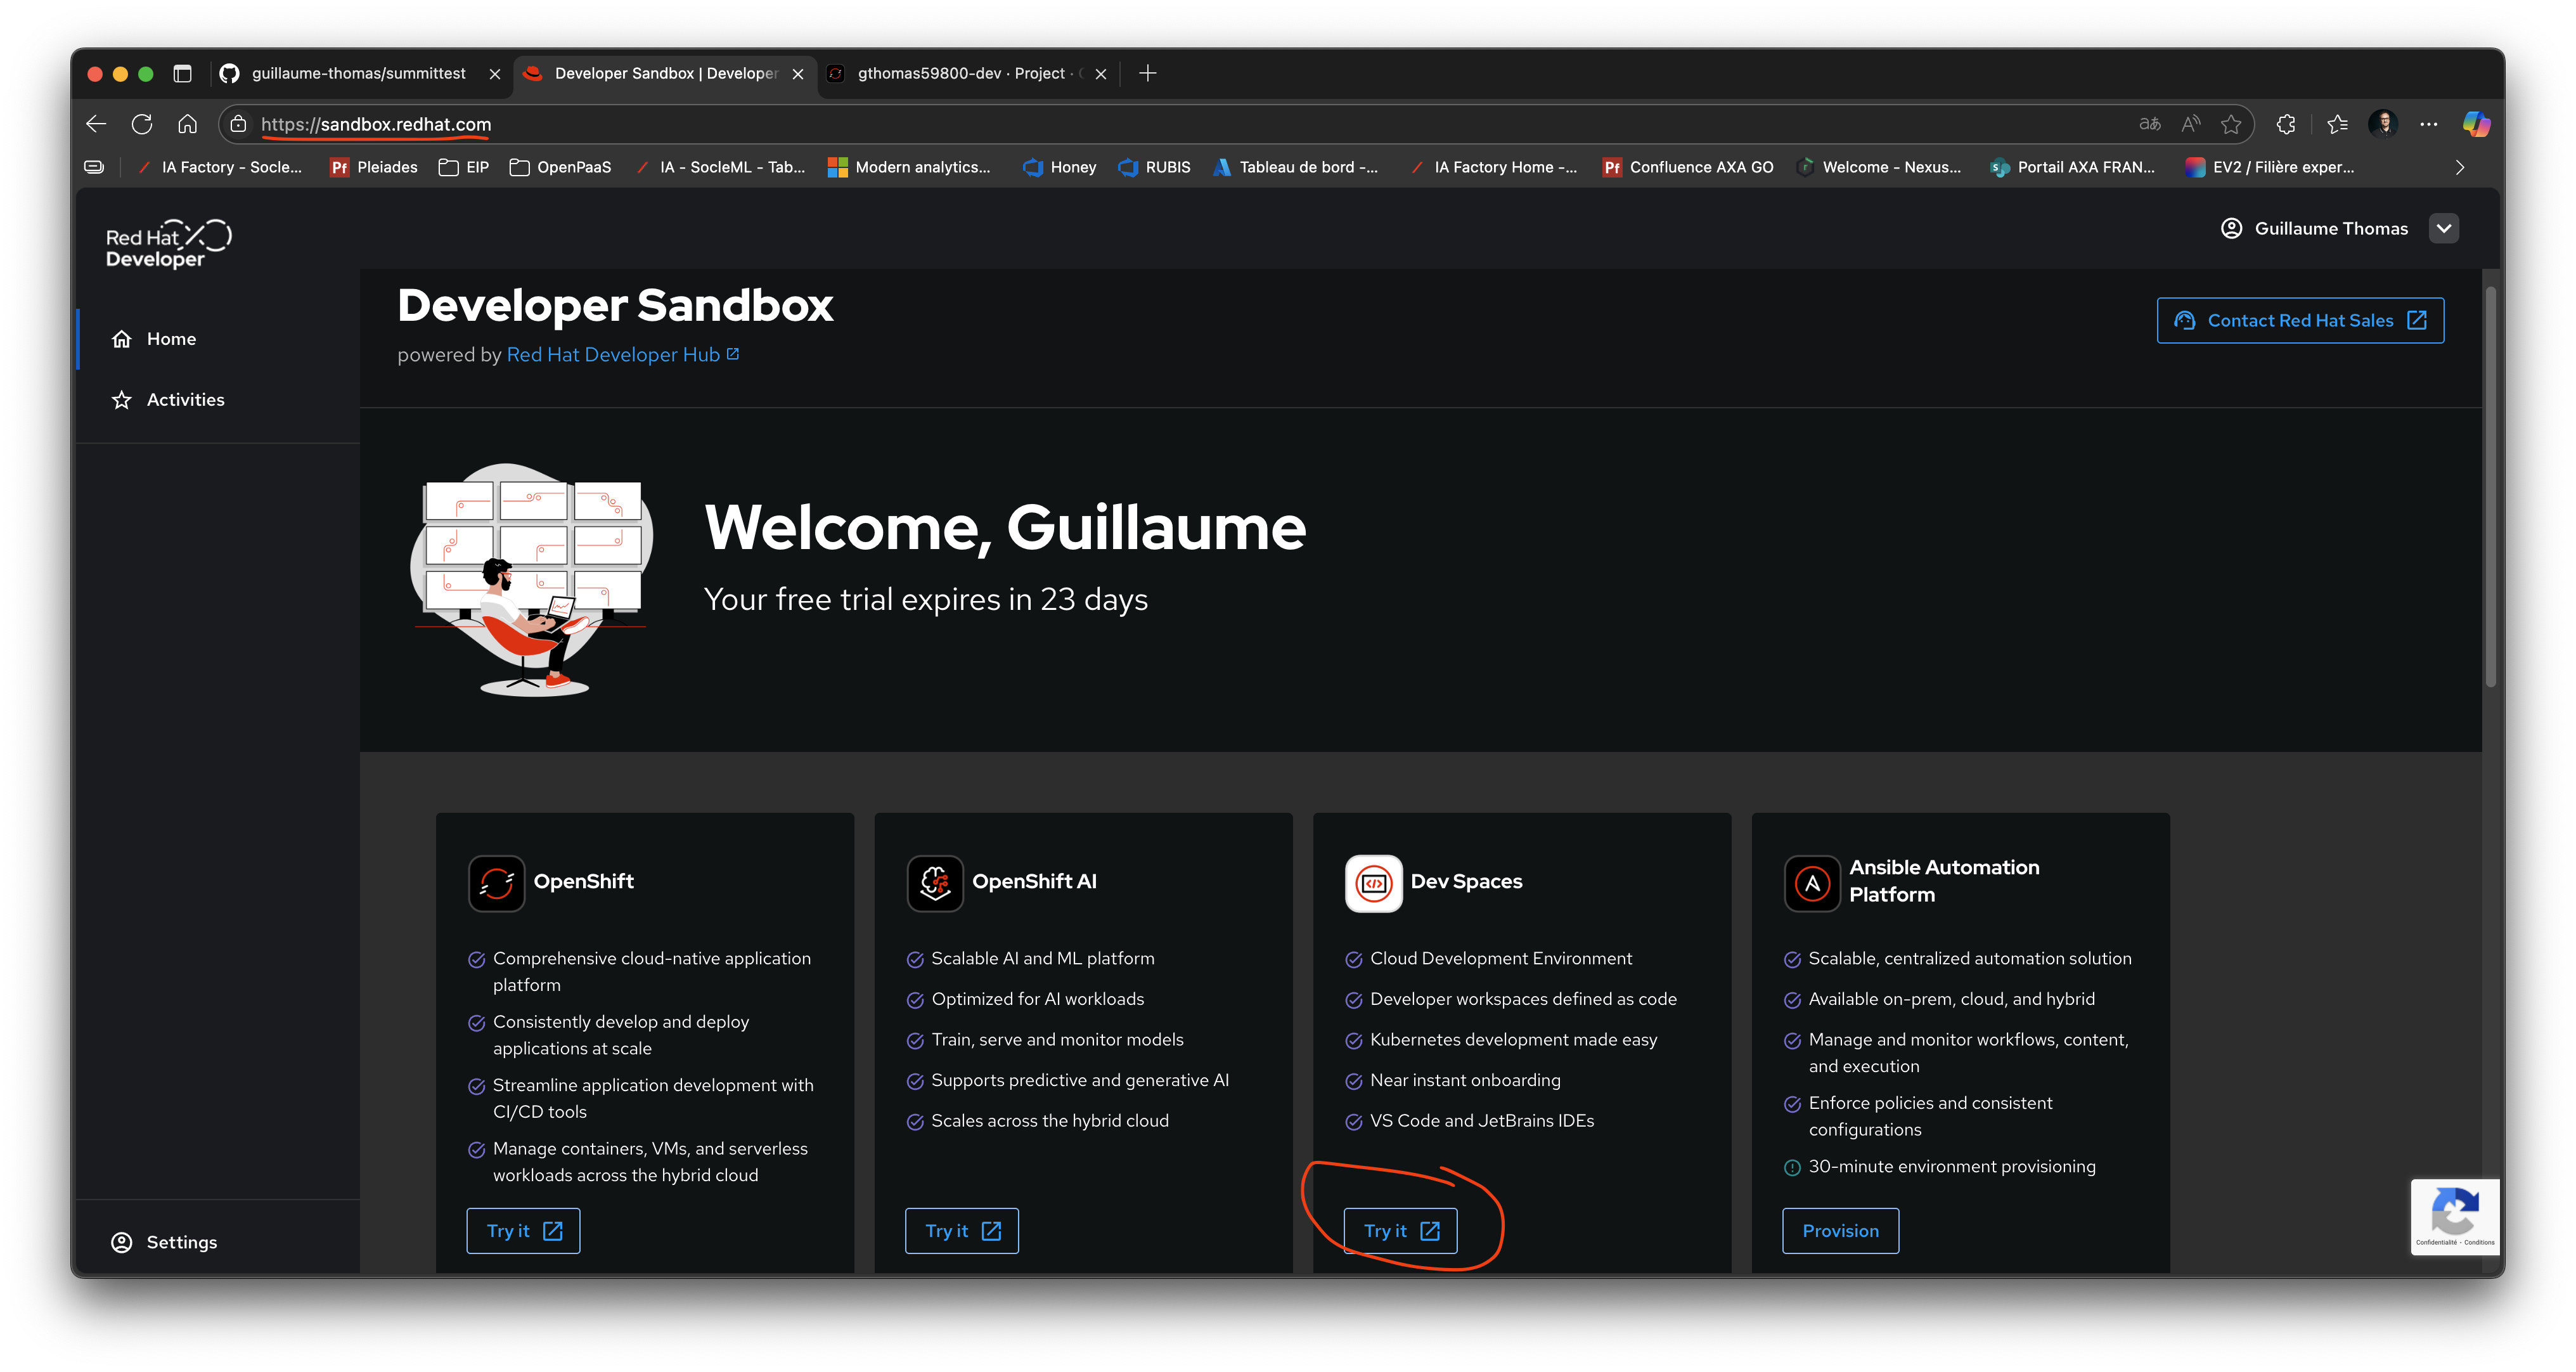 guillaume-thomas/summittest
Developer Sandbox | Developer
gthomas59800-dev · Project ·
https://sandbox.redhat.com
IA Factory - Socle...
Pleiades
EIP
OpenPaaS
IA - SocleML - Tab...
Modern analytics...
Honey
RUBIS
Tableau de bord -...
IA Factory Home -...
Confluence AXA GO
Welcome - Nexus...
Portail AXA FRAN...
EV2 / Filière exper...
Red Hat
Developer
Guillaume Thomas
Home
Activities
Settings
Developer Sandbox
powered by Red Hat Developer Hub
Contact Red Hat Sales
Welcome, Guillaume
Your free trial expires in 23 days
OpenShift
Comprehensive cloud-native application
platform
Consistently develop and deploy
applications at scale
Streamline application development with
CI/CD tools
Manage containers, VMs, and serverless
workloads across the hybrid cloud
Try it
OpenShift AI
Scalable AI and ML platform
Optimized for AI workloads
Train, serve and monitor models
Supports predictive and generative AI
Scales across the hybrid cloud
Try it
Dev Spaces
Cloud Development Environment
Developer workspaces defined as code
Kubernetes development made easy
Near instant onboarding
VS Code and JetBrains IDEs
Try it
Ansible Automation
Platform
Scalable, centralized automation solution
Available on-prem, cloud, and hybrid
Manage and monitor workflows, content,
and execution
Enforce policies and consistent
configurations
30-minute environment provisioning
Provision
Confidentialité - Conditions